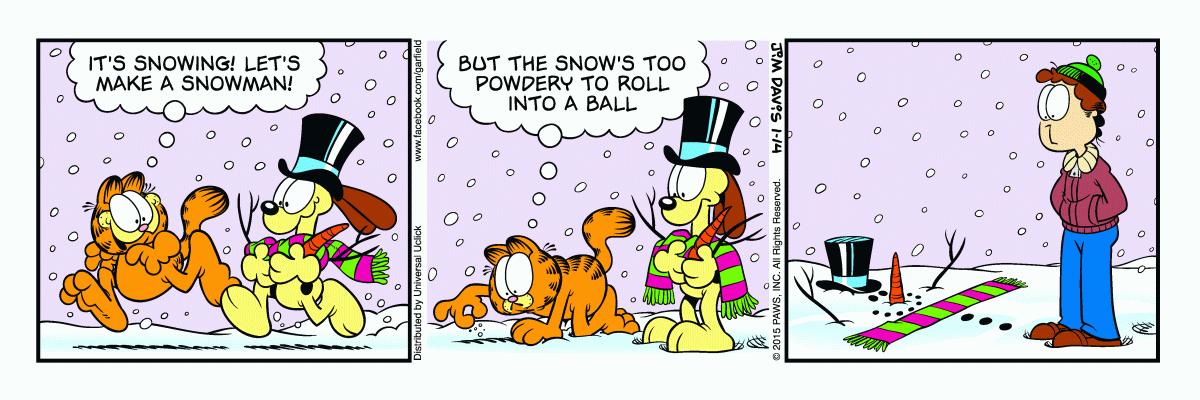 IT'S SNOWING! LET'S
MAKE A SNOWMAN!
www.facebook.com/garfield
Distributed by Universal Uclick
BUT THE SNOW'S TOO
POWDERY TO ROLL
INTO A BALL
JIM DAVIS 1-14
© 2015 PAWS, INC. All Rights Reserved.